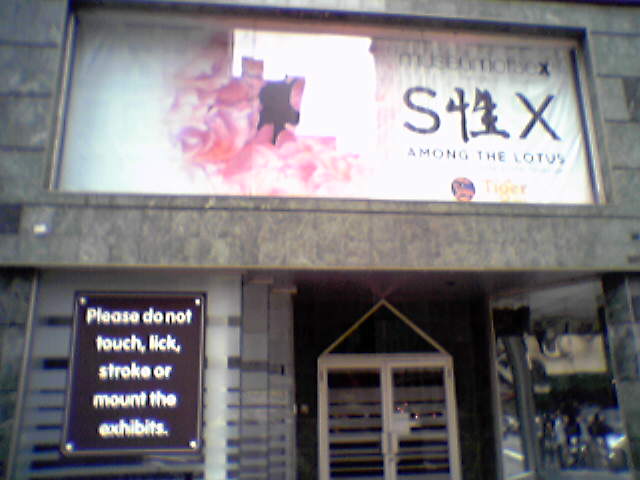 museumofsex
S性X
AMONG THE LOTUS
Tiger
Please do not
touch, lick,
stroke or
mount the
exhibits.